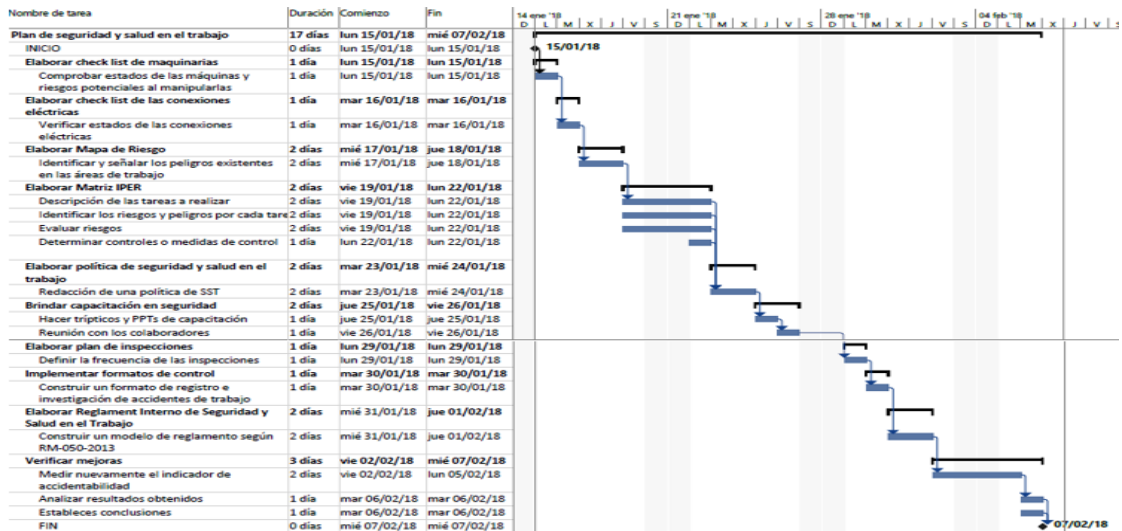 Nombre de tarea Duración Comienzo Fin 14 ene '18 21 ene '18 28 ene '18 04 feb '18
D L M X J V S D L M X J V S D L M X J V S D L M X J V S
Plan de seguridad y salud en el trabajo 17 días lun 15/01/18 mié 07/02/18
INICIO 0 días lun 15/01/18 lun 15/01/18 15/01/18
Elaborar check list de maquinarias 1 día lun 15/01/18 lun 15/01/18
Comprobar estados de las máquinas y 1 día lun 15/01/18 lun 15/01/18
riesgos potenciales al manipularlas
Elaborar check list de las conexiones 1 día mar 16/01/18 mar 16/01/18
eléctricas
Verificar estados de las conexiones 1 día mar 16/01/18 mar 16/01/18
eléctricas
Elaborar Mapa de Riesgo 2 días mié 17/01/18 jue 18/01/18
Identificar y señalar los peligros existentes 2 días mié 17/01/18 jue 18/01/18
en las áreas de trabajo
Elaborar Matriz IPER 2 días vie 19/01/18 lun 22/01/18
Descripción de las tareas a realizar 2 días vie 19/01/18 lun 22/01/18
Identificar los riesgos y peligros por cada tare 2 días vie 19/01/18 lun 22/01/18
Evaluar riesgos 2 días vie 19/01/18 lun 22/01/18
Determinar controles o medidas de control 1 día lun 22/01/18 lun 22/01/18
Elaborar política de seguridad y salud en el 2 días mar 23/01/18 mié 24/01/18
trabajo
Redacción de una política de SST 2 días mar 23/01/18 mié 24/01/18
Brindar capacitación en seguridad 2 días jue 25/01/18 vie 26/01/18
Hacer trípticos y PPTs de capacitación 1 día jue 25/01/18 jue 25/01/18
Reunión con los colaboradores 1 día vie 26/01/18 vie 26/01/18
Elaborar plan de inspecciones 1 día lun 29/01/18 lun 29/01/18
Definir la frecuencia de las inspecciones 1 día lun 29/01/18 lun 29/01/18
Implementar formatos de control 1 día mar 30/01/18 mar 30/01/18
Construir un formato de registro e 1 día mar 30/01/18 mar 30/01/18
investigación de accidentes de trabajo
Elaborar Reglament Interno de Seguridad y 2 días mié 31/01/18 jue 01/02/18
Salud en el Trabajo
Construir un modelo de reglamento según 2 días mié 31/01/18 jue 01/02/18
RM-050-2013
Verificar mejoras 3 días vie 02/02/18 mié 07/02/18
Medir nuevamente el indicador de 2 días vie 02/02/18 lun 05/02/18
accidentabilidad
Analizar resultados obtenidos 1 día mar 06/02/18 mar 06/02/18
Estableces conclusiones 1 día mar 06/02/18 mar 06/02/18
FIN 0 días mié 07/02/18 mié 07/02/18 07/02/18